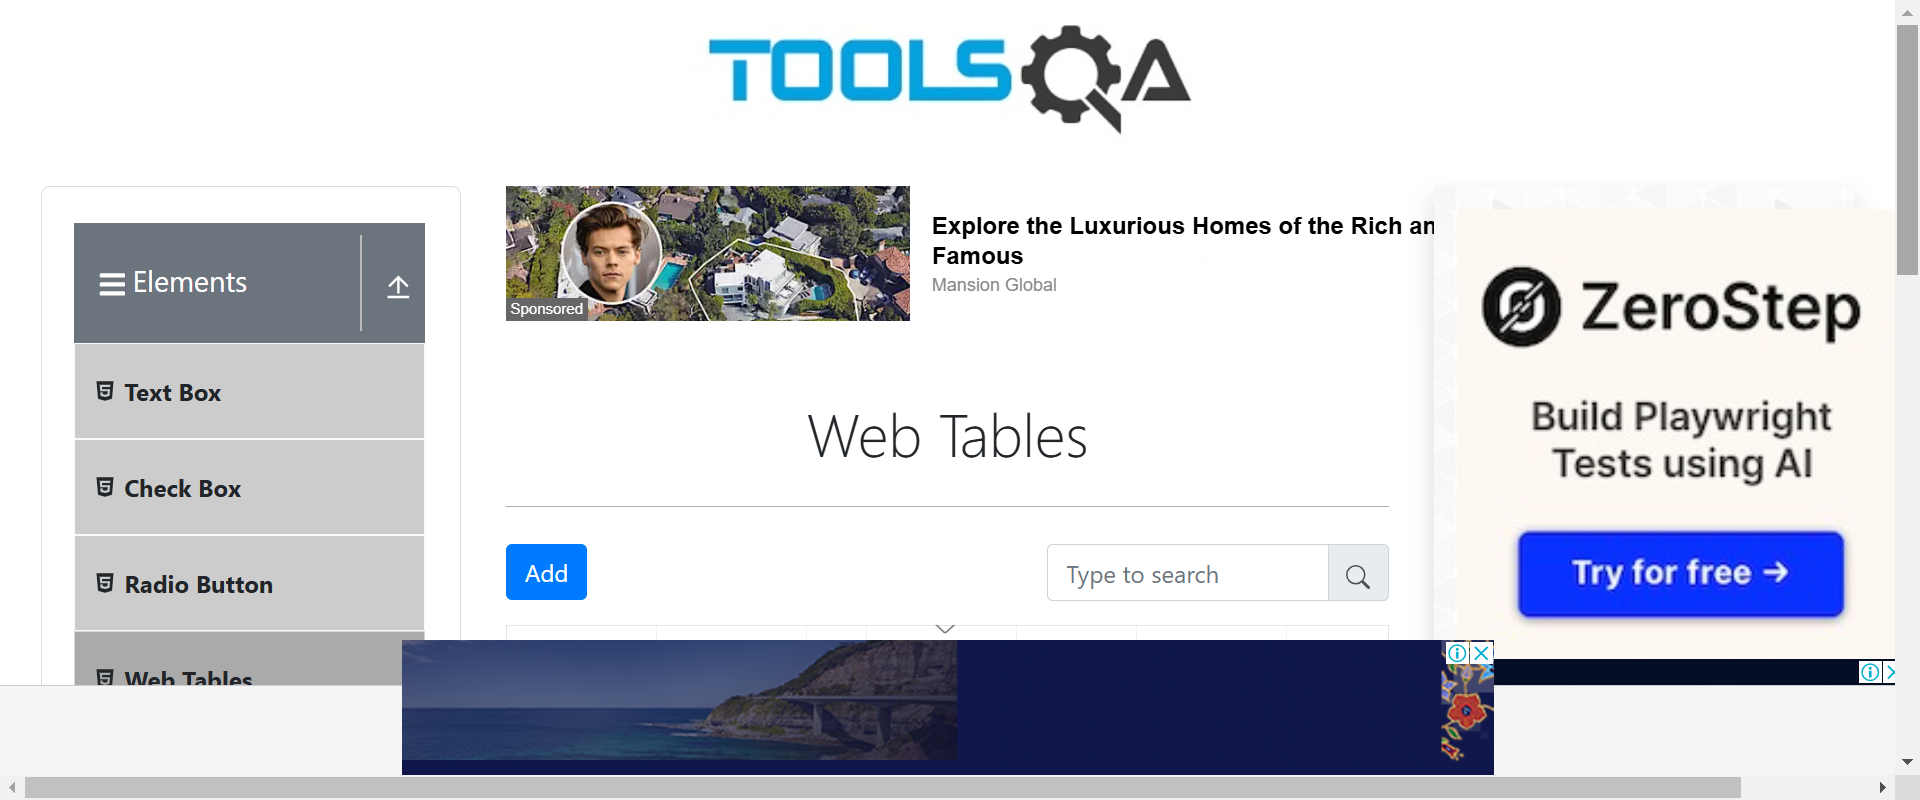 TOOLSQA
Elements
Text Box
Check Box
Radio Button
Web Tables
Sponsored
Explore the Luxurious Homes of the Rich an
Famous
Mansion Global
Web Tables
Add
Type to search
ZeroStep
Build Playwright
Tests using AI
Try for free →